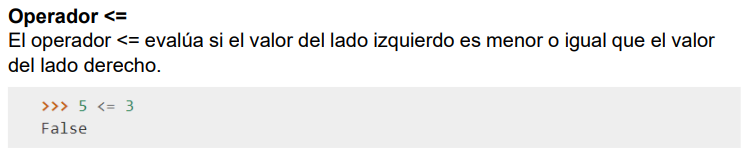 Operador <=
El operador <= evalúa si el valor del lado izquierdo es menor o igual que el valor
del lado derecho.
>>> 5 <= 3
False